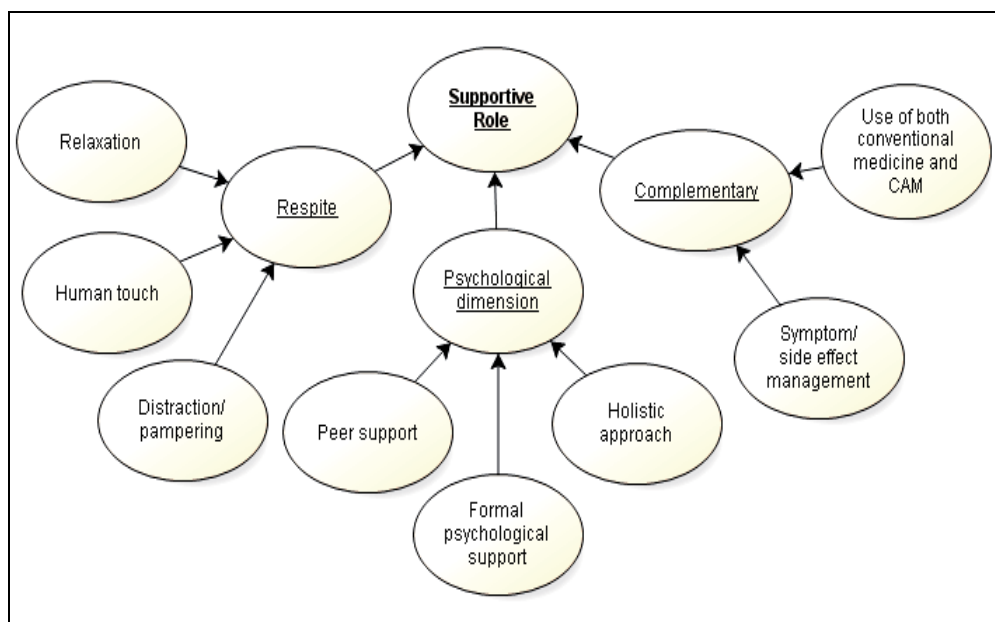 Supportive
Role
Relaxation
Use of both
conventional
medicine and
CAM
Respite
Complementary
Human touch
Psychological
dimension
Symptom/
side effect
management
Distraction/
pampering
Peer support
Holistic
approach
Formal
psychological
support